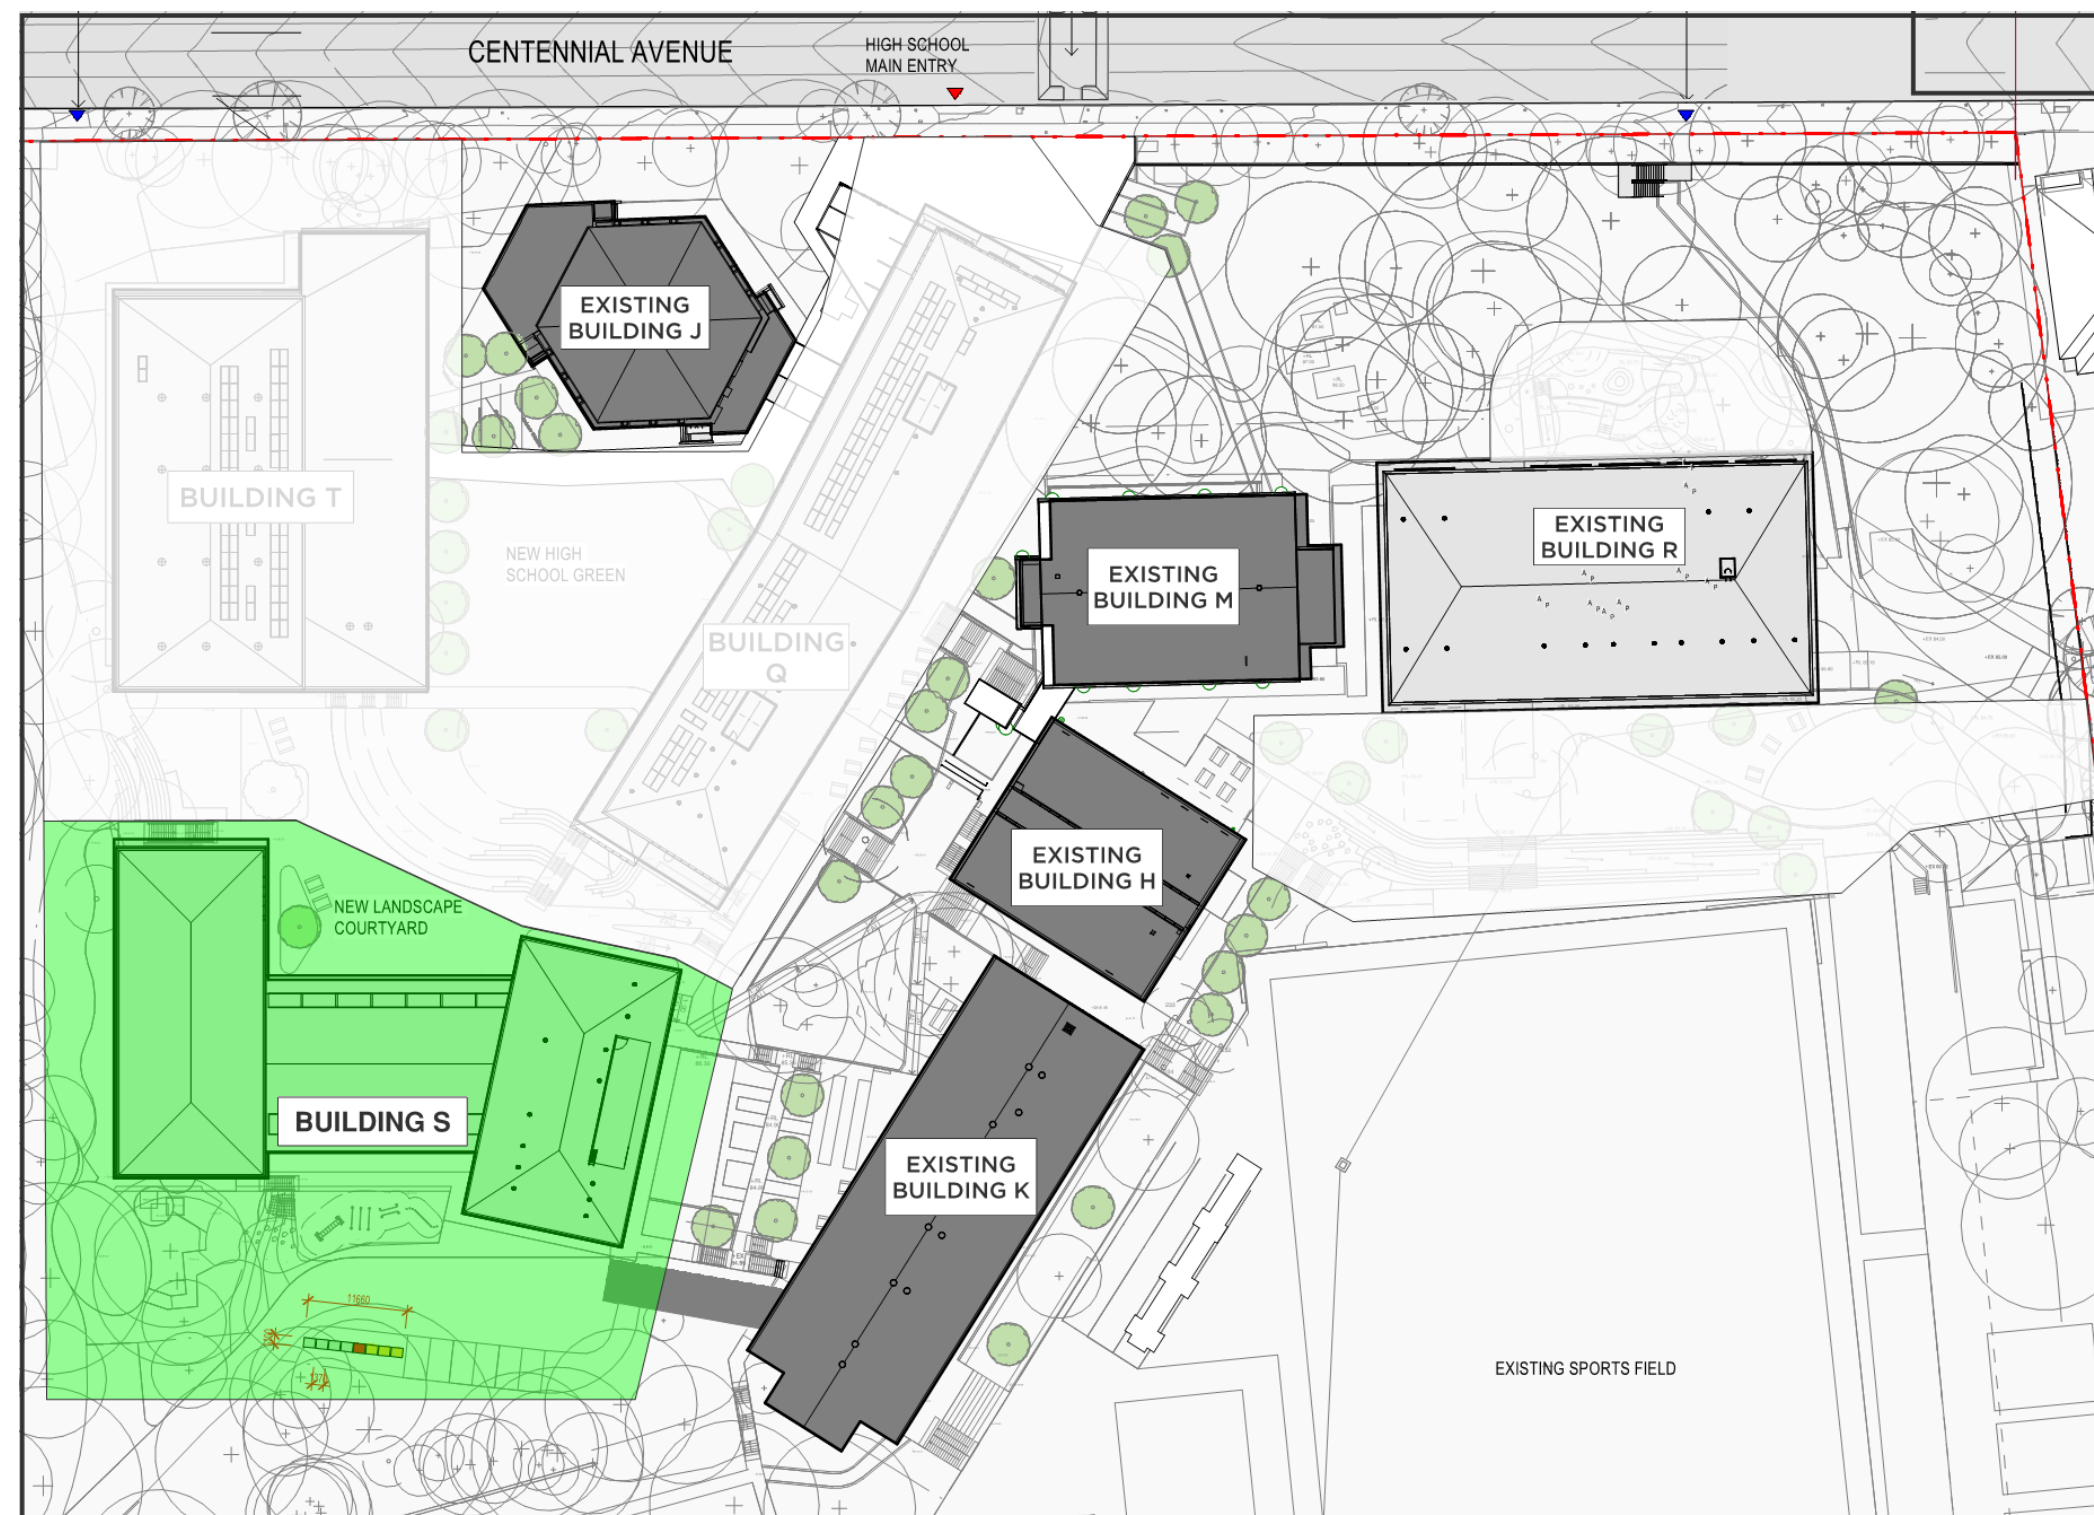 CENTENNIAL AVENUE
HIGH SCHOOL
MAIN ENTRY
EXISTING
BUILDING J
BUILDING T
NEW HIGH
SCHOOL GREEN
BUILDING
Q
EXISTING
BUILDING M
EXISTING
BUILDING R
EXISTING
BUILDING H
NEW LANDSCAPE
COURTYARD
BUILDING S
EXISTING
BUILDING K
11660
EXISTING SPORTS FIELD